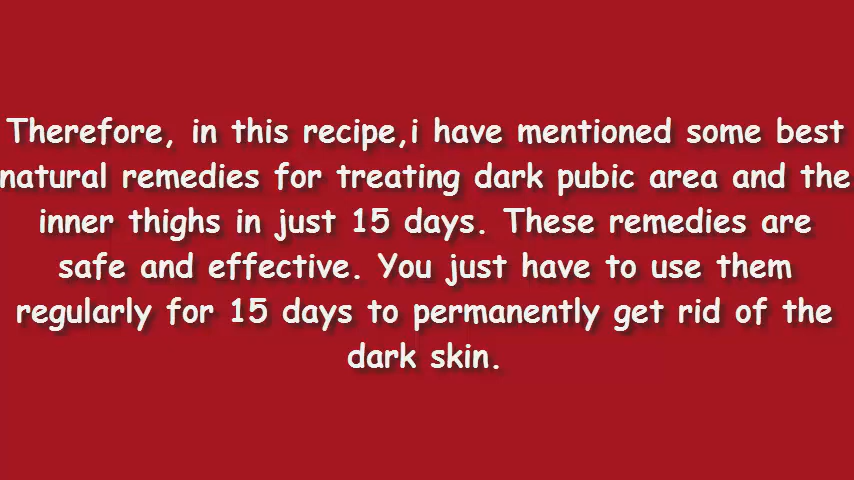 Therefore, in this recipe,i have mentioned some best
natural remedies for treating dark pubic area and the
inner thighs in just 15 days. These remedies are
safe and effective. You just have to use them
regularly for 15 days to permanently get rid of the
dark skin.